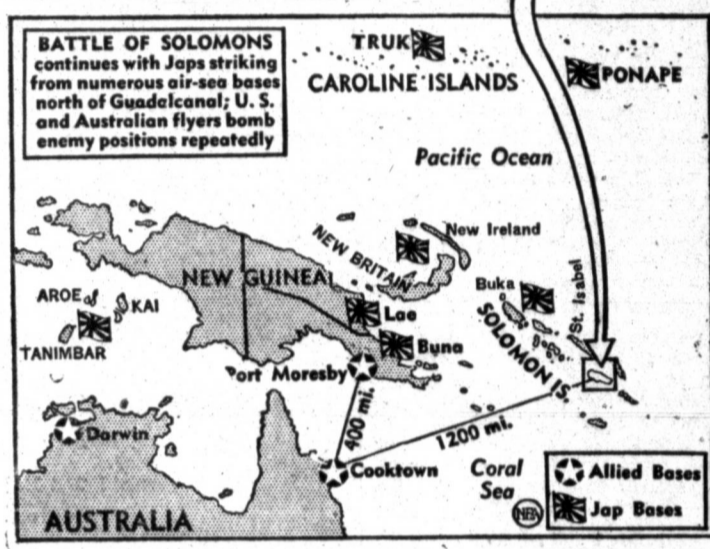 BATTLE OF SOLOMONS
continues with Japs striking
from numerous air-sea bases
north of Guadalcanal; U. S.
and Australian flyers bomb
enemy positions repeatedly
TRUK
CAROLINE ISLANDS
PONAPE
Pacific Ocean
New Ireland
NEW BRITAIN
NEW GUINEA
Buka
St. Isabel
AROE
KAI
TANIMBAR
Lae
Buna
SOLOMON IS.
Port Moresby
400 mi.
1200 mi.
Darwin
Cooktown
Coral
Sea
NEA
AUSTRALIA
Allied Bases
Jap Bases